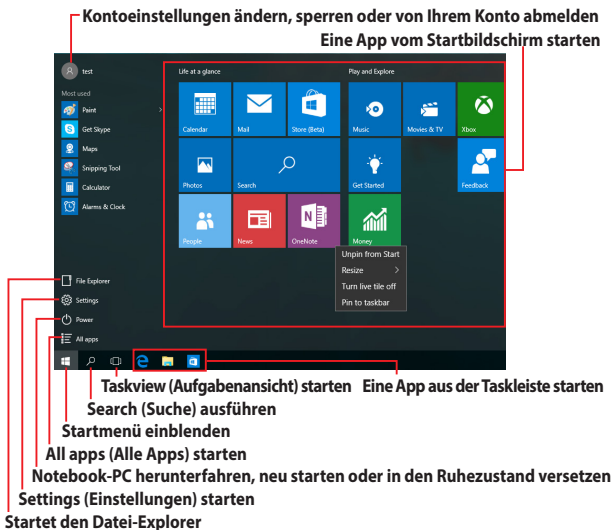 Kontoeinstellungen ändern, sperren oder von Ihrem Konto abmelden
Eine App vom Startbildschirm starten
test
Life at a glance
Play and Explore
Most used
Paint
Get Skype
Maps
Snipping Tool
Calculator
Alarms & Clock
Calendar
Mail
Store (Beta)
Music
Movies & TV
Xbox
Photos
Search
Get Started
Feedback
People
News
OneNote
Money
Unpin from Start
Resize
Turn live tile off
Pin to taskbar
File Explorer
Settings
Power
All apps
Taskview (Aufgabenansicht) starten
Eine App aus der Taskleiste starten
Search (Suche) ausführen
Startmenü einblenden
All apps (Alle Apps) starten
Notebook-PC herunterfahren, neu starten oder in den Ruhezustand versetzen
Settings (Einstellungen) starten
Startet den Datei-Explorer